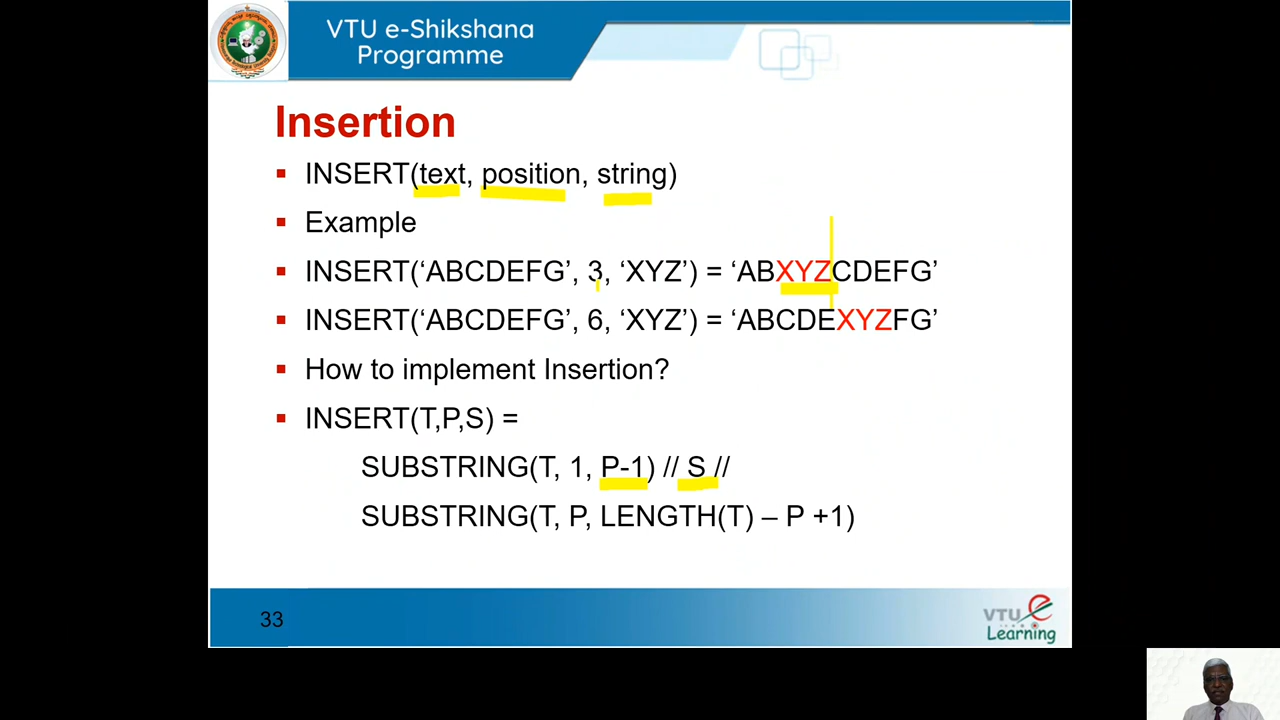 VTU e-Shikshana
Programme
Insertion
▪ INSERT(text, position, string)
▪ Example
▪ INSERT(‘ABCDEFG’, 3, ‘XYZ’) = ‘ABXYZCDEFG’
▪ INSERT(‘ABCDEFG’, 6, ‘XYZ’) = ‘ABCDEXYZFG’
▪ How to implement Insertion?
▪ INSERT(T,P,S) =
SUBSTRING(T, 1, P-1) // S //
SUBSTRING(T, P, LENGTH(T) – P +1)
33
VTU e
Learning